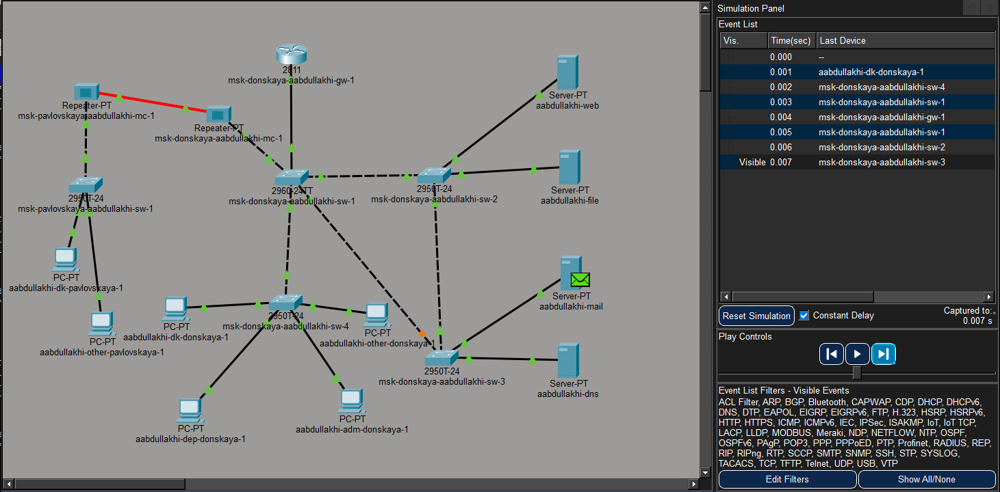 2811
msk-donskaya-aabdullakhi-gw-1
Repeater-PT
msk-pavlovskaya-aabdullakhi-mc-1
Repeater-PT
msk-donskaya-aabdullakhi-mc-1
Server-PT
aabdullakhi-web
2960-24TT
msk-donskaya-aabdullakhi-sw-1
2950T-24
msk-donskaya-aabdullakhi-sw-2
Server-PT
aabdullakhi-file
2950T-24
msk-pavlovskaya-aabdullakhi-sw-1
PC-PT
aabdullakhi-dk-pavlovskaya-1
PC-PT
aabdullakhi-other-pavlovskaya-1
PC-PT
aabdullakhi-dk-donskaya-1
2950T-24
msk-donskaya-aabdullakhi-sw-4
PC-PT
aabdullakhi-other-donskaya-1
Server-PT
aabdullakhi-mail
2950T-24
msk-donskaya-aabdullakhi-sw-3
Server-PT
aabdullakhi-dns
PC-PT
aabdullakhi-dep-donskaya-1
PC-PT
aabdullakhi-adm-donskaya-1
Simulation Panel
Event List
Vis. Time(sec) Last Device
0.000 --
0.001 aabdullakhi-dk-donskaya-1
0.002 msk-donskaya-aabdullakhi-sw-4
0.003 msk-donskaya-aabdullakhi-sw-1
0.004 msk-donskaya-aabdullakhi-gw-1
0.005 msk-donskaya-aabdullakhi-sw-1
0.006 msk-donskaya-aabdullakhi-sw-2
Visible 0.007 msk-donskaya-aabdullakhi-sw-3
Reset Simulation Constant Delay
Captured to:
0.007 s
Play Controls
Event List Filters - Visible Events
ACL Filter, ARP, BGP, Bluetooth, CAPWAP, CDP, DHCP, DHCPv6,
DNS, DTP, EAPOL, EIGRP, EIGRPv6, FTP, H.323, HSRP, HSRPv6,
HTTP, HTTPS, ICMP, ICMPv6, IEC, IPSec, ISAKMP, IoT, IoT TCP,
LACP, LLDP, MODBUS, Meraki, NDP, NETFLOW, NTP, OSPF,
OSPFv6, PAgP, POP3, PPP, PPPoED, PTP, Profinet, RADIUS, REP,
RIP, RIPng, RTP, SCCP, SMTP, SNMP, SSH, STP, SYSLOG,
TACACS, TCP, TFTP, Telnet, UDP, USB, VTP
Edit Filters Show All/None